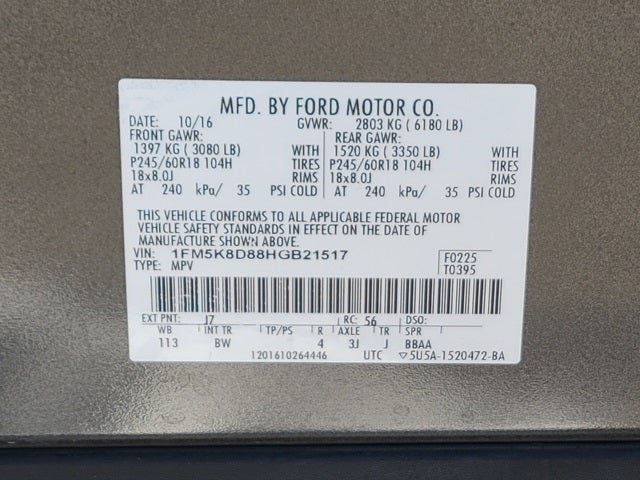 MFD. BY FORD MOTOR CO.
DATE: 10/16 GVWR: 2803 KG ( 6180 LB)
FRONT GAWR: REAR GAWR:
1397 KG ( 3080 LB) WITH 1520 KG ( 3350 LB) WITH
P245/60R18 104H TIRES P245/60R18 104H TIRES
18x8.0J RIMS 18x8.0J RIMS
AT 240 kPa/ 35 PSI COLD AT 240 kPa/ 35 PSI COLD
THIS VEHICLE CONFORMS TO ALL APPLICABLE FEDERAL MOTOR
VEHICLE SAFETY STANDARDS IN EFFECT ON THE DATE OF
MANUFACTURE SHOWN ABOVE.
VIN: 1FM5K8D88HGB21517 F0225
TYPE: MPV T0395
EXT PNT: J7 RC: 56 DSO:
WB INT TR TP/PS R AXLE TR SPR
113 BW 4 3J J BBAA
1201610264446 UTC ▽5U5A-1520472-BA